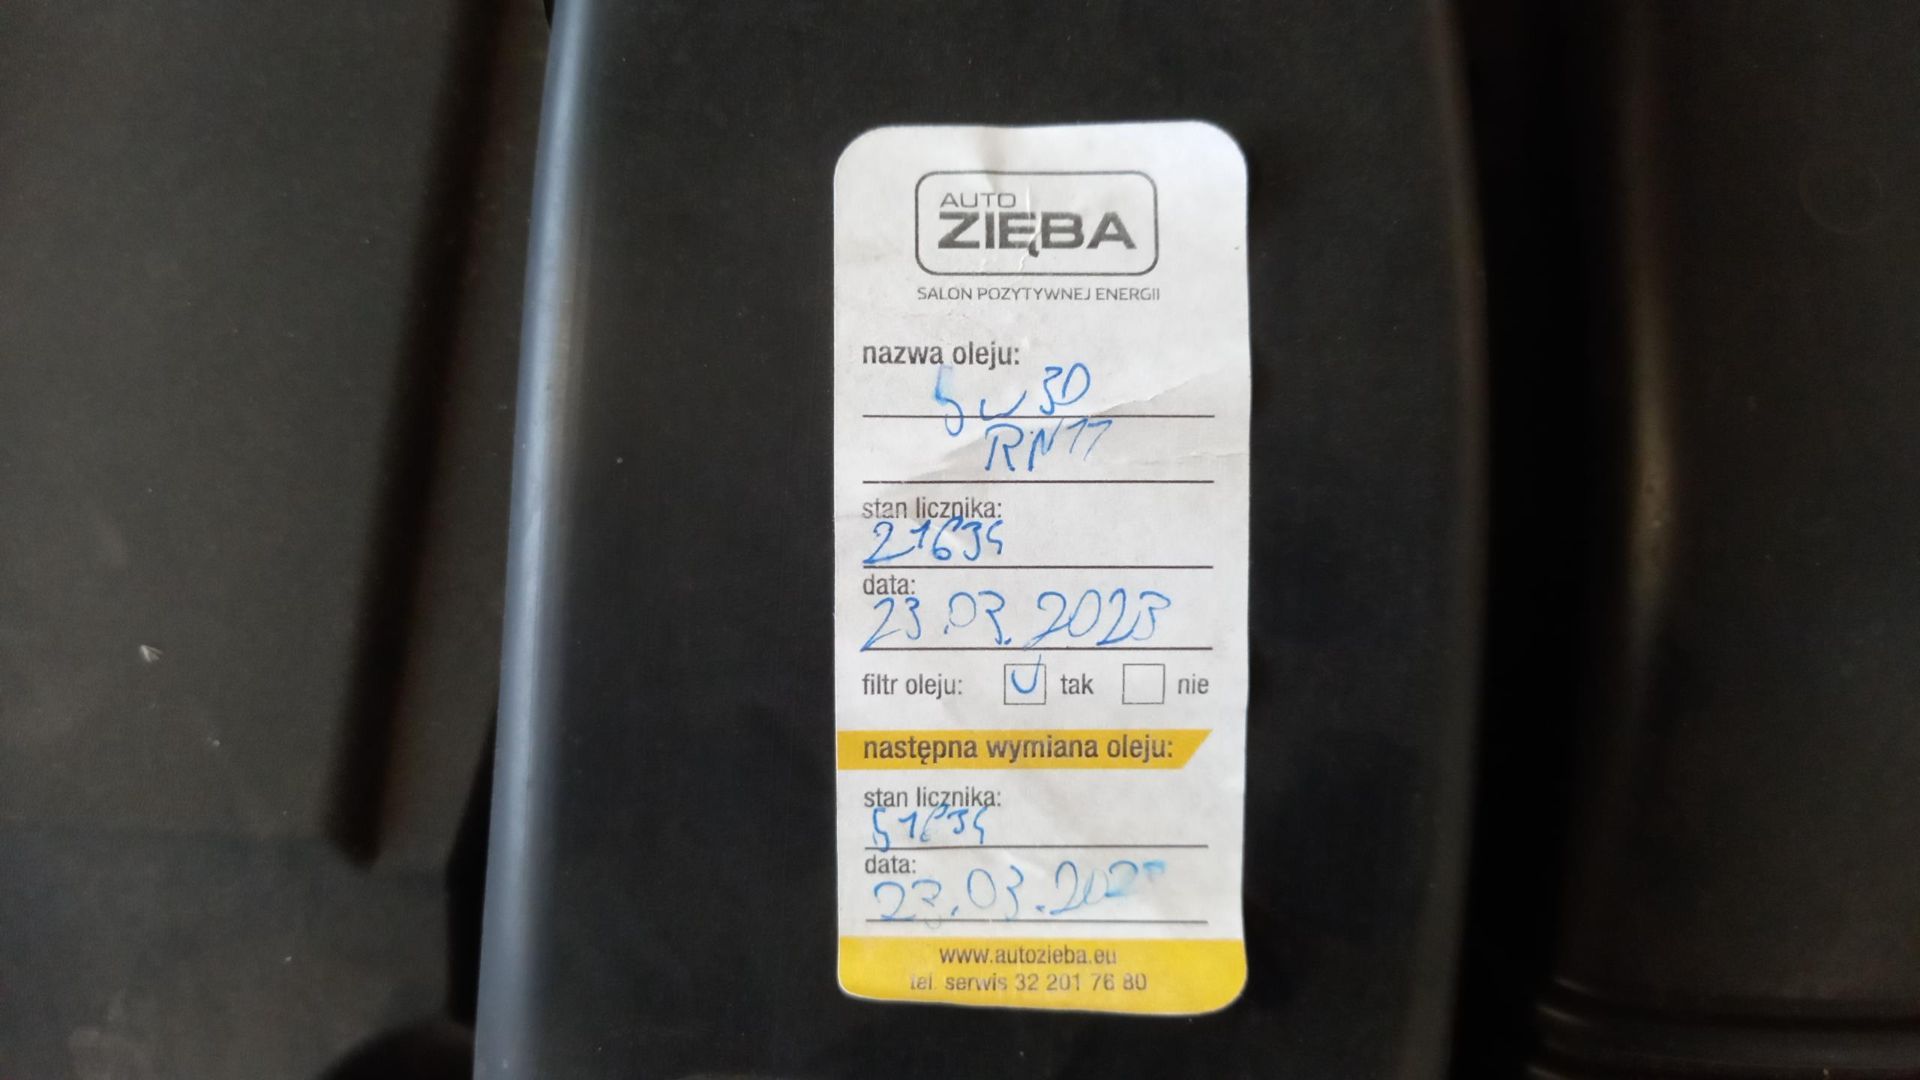 AUTO
ZIĘBA
SALON POZYTYWNEJ ENERGII
nazwa oleju:
5w30
RN17
stan licznika:
21634
data:
23.03.2023
filtr oleju: tak nie
następna wymiana oleju:
stan licznika:
51634
data:
23.03.
www.autozieba.eu
tel. serwis 32 201 76 80